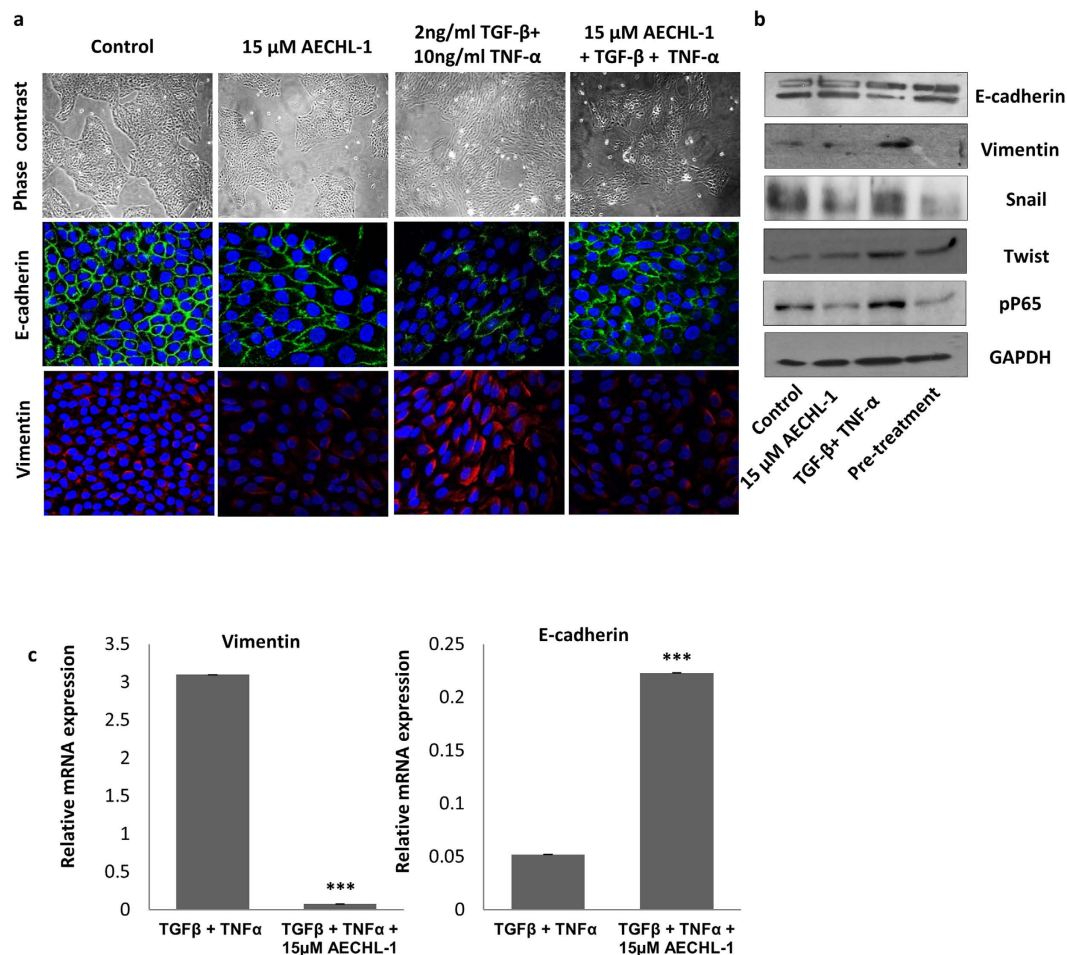 a
Control
15 µM AECHL-1
2ng/ml TGF-β+
10ng/ml TNF-α
15 µM AECHL-1
+ TGF-β + TNF-α
Phase contrast
E-cadherin
Vimentin
b
E-cadherin
Vimentin
Snail
Twist
pP65
GAPDH
Control
15 µM AECHL-1
TGF-β+ TNF-α
Pre-treatment
c
Vimentin
Relative mRNA expression
3.5
3
2.5
2
1.5
1
0.5
0
***
TGFβ + TNFα
TGFβ + TNFα +
15µM AECHL-1
E-cadherin
Relative mRNA expression
0.25
0.2
0.15
0.1
0.05
0
***
TGFβ + TNFα
TGFβ + TNFα +
15µM AECHL-1